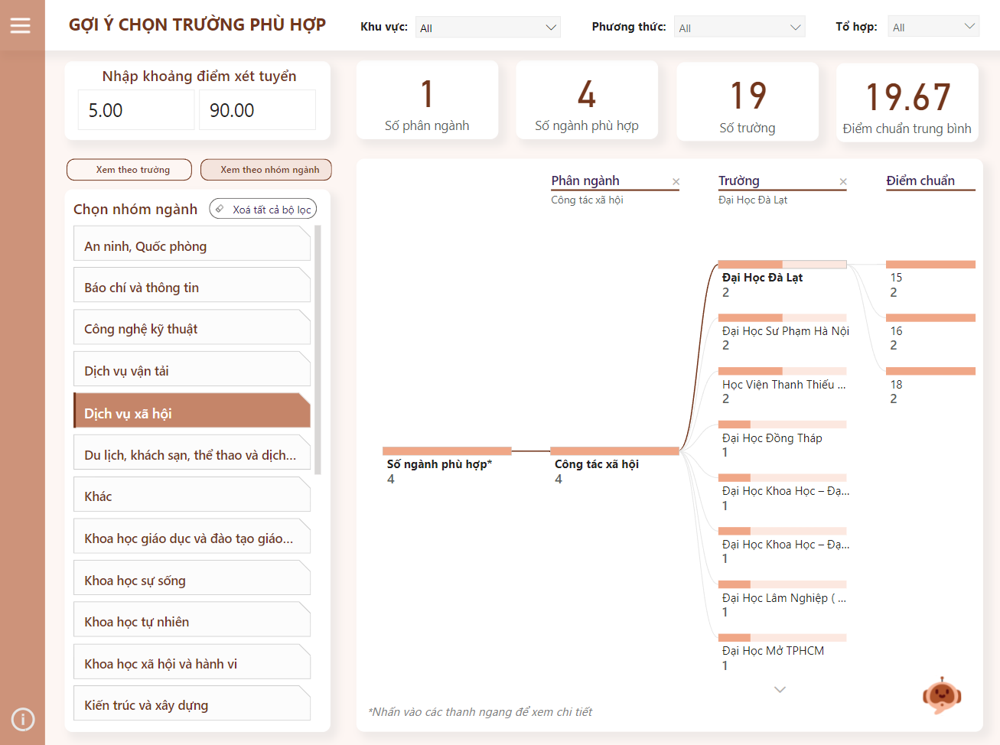 GỢI Ý CHỌN TRƯỜNG PHÙ HỢP
Khu vực: All
Phương thức: All
Tổ hợp: All
Nhập khoảng điểm xét tuyển
5.00 90.00
1
Số phân ngành
4
Số ngành phù hợp
19
Số trường
19.67
Điểm chuẩn trung bình
Xem theo trường
Xem theo nhóm ngành
Chọn nhóm ngành
Xoá tất cả bộ lọc
An ninh, Quốc phòng
Báo chí và thông tin
Công nghệ kỹ thuật
Dịch vụ vận tải
Dịch vụ xã hội
Du lịch, khách sạn, thể thao và dịch...
Khác
Khoa học giáo dục và đào tạo giáo...
Khoa học sự sống
Khoa học tự nhiên
Khoa học xã hội và hành vi
Kiến trúc và xây dựng
Phân ngành
Công tác xã hội
Trường
Đại Học Đà Lạt
Điểm chuẩn
Số ngành phù hợp*
4
Công tác xã hội
4
Đại Học Đà Lạt
2
Đại Học Sư Phạm Hà Nội
2
Học Viện Thanh Thiếu ...
2
Đại Học Đồng Tháp
1
Đại Học Khoa Học – Đạ...
1
Đại Học Khoa Học – Đạ...
1
Đại Học Lâm Nghiệp ( ...
1
Đại Học Mở TPHCM
1
15
2
16
2
18
2
*Nhấn vào các thanh ngang để xem chi tiết